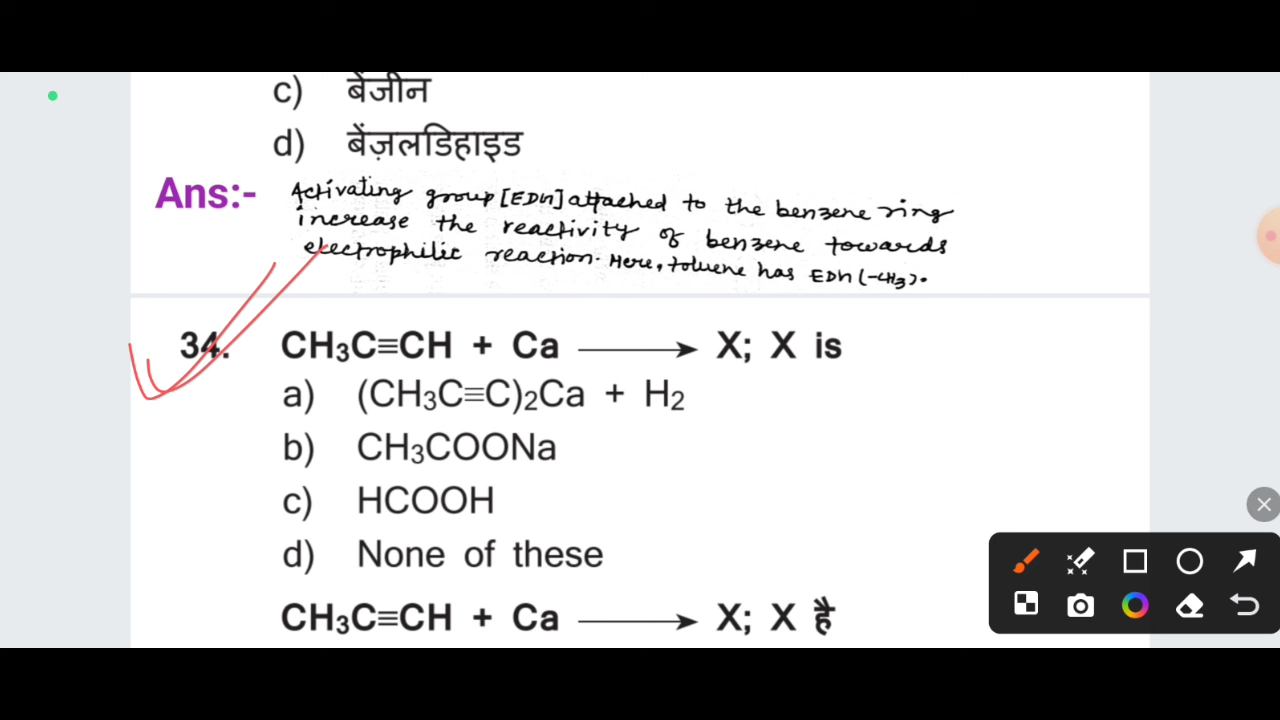 c) बेंजीन
d) बेंज़लडिहाइड
Ans:- Activating group [EDG] attached to the benzene ring
increase the reactivity of benzene towards
electrophilic reaction. Here, toluene has EDG (-CH₃).
34. CH₃C≡CH + Ca ⟶ X; X is
a) (CH₃C≡C)₂Ca + H₂
b) CH₃COONa
c) HCOOH
d) None of these
CH₃C≡CH + Ca ⟶ X; X है